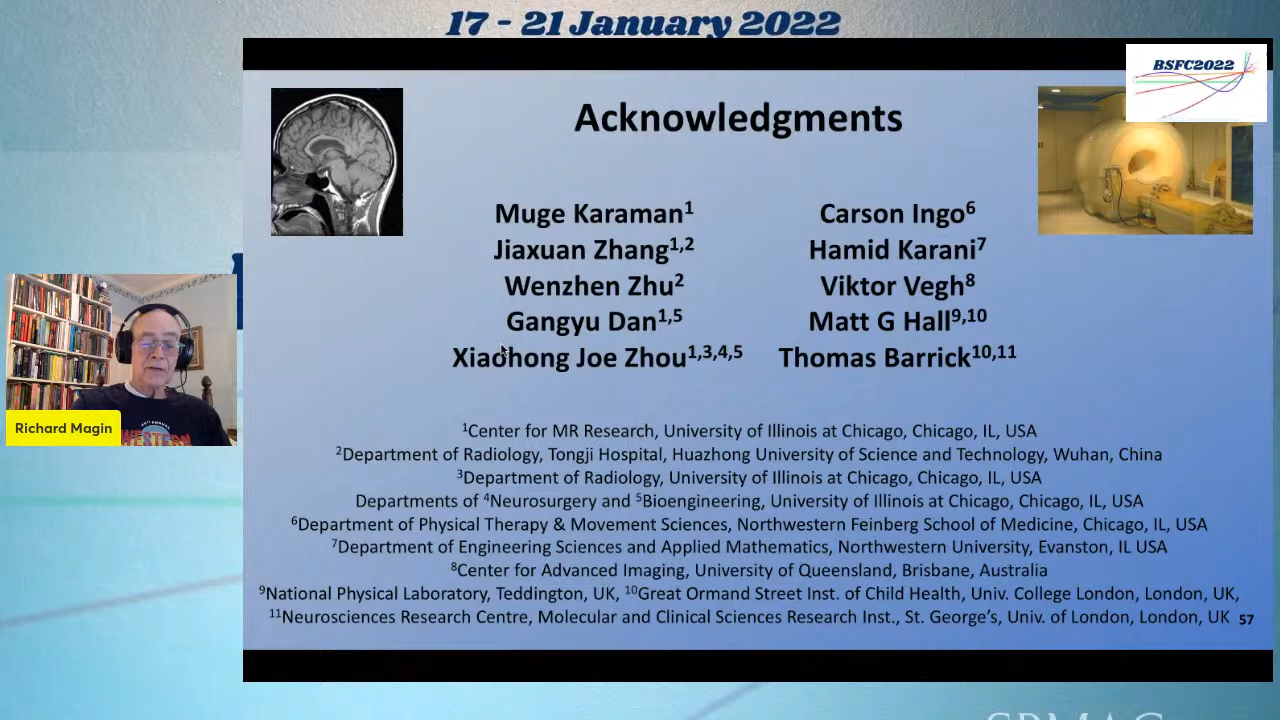 17 - 21 January 2022
BSFC2022
Acknowledgments
Muge Karaman1
Jiaxuan Zhang1,2
Wenzhen Zhu2
Gangyu Dan1,5
Xiaohong Joe Zhou1,3,4,5
Carson Ingo6
Hamid Karani7
Viktor Vegh8
Matt G Hall9,10
Thomas Barrick10,11
Richard Magin
WESTERN
1Center for MR Research, University of Illinois at Chicago, Chicago, IL, USA
2Department of Radiology, Tongji Hospital, Huazhong University of Science and Technology, Wuhan, China
3Department of Radiology, University of Illinois at Chicago, Chicago, IL, USA
Departments of 4Neurosurgery and 5Bioengineering, University of Illinois at Chicago, Chicago, IL, USA
6Department of Physical Therapy & Movement Sciences, Northwestern Feinberg School of Medicine, Chicago, IL, USA
7Department of Engineering Sciences and Applied Mathematics, Northwestern University, Evanston, IL USA
8Center for Advanced Imaging, University of Queensland, Brisbane, Australia
9National Physical Laboratory, Teddington, UK, 10Great Ormond Street Inst. of Child Health, Univ. College London, London, UK,
11Neurosciences Research Centre, Molecular and Clinical Sciences Research Inst., St. George's, Univ. of London, London, UK 57